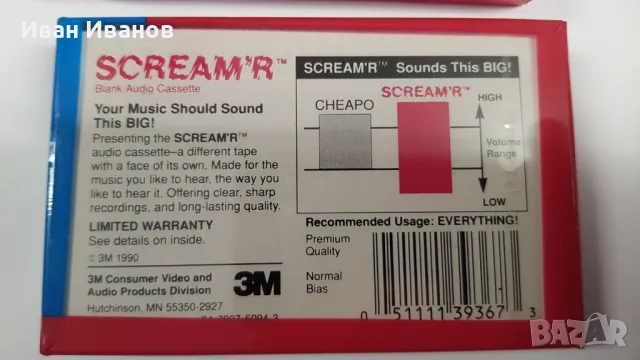 Иван Иванов
SCREAM'R™
Blank Audio Cassette
Your Music Should Sound
This BIG!
Presenting the SCREAM'R™
audio cassette—a different tape
with a face of its own. Made for the
music you like to hear, the way you
like to hear it. Offering clear, sharp
recordings, and long-lasting quality.
LIMITED WARRANTY
See details on inside.
© 3M 1990
3M Consumer Video and
Audio Products Division
Hutchinson, MN 55350-2927
3M
SCREAM'R™ Sounds This BIG!
CHEAPO
SCREAM'R™
HIGH
Volume
Range
LOW
Recommended Usage: EVERYTHING!
Premium
Quality
Normal
Bias
0 51111 39367 3
BAZAR